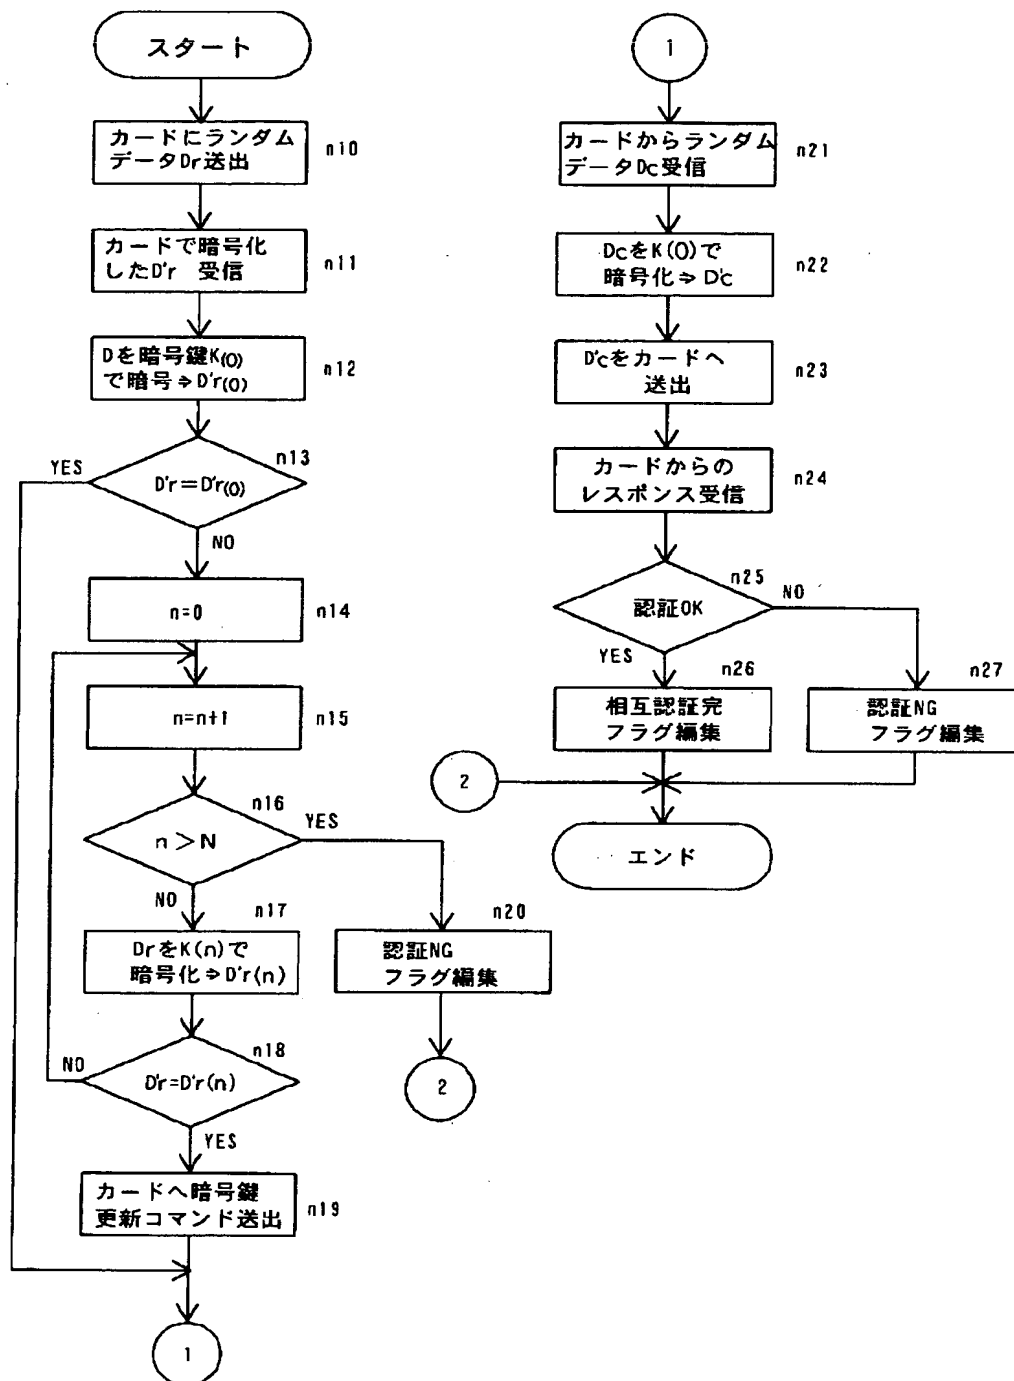 スタート
カードにランダム
データDr送出
n10
カードで暗号化
したD'r 受信
n11
Dを暗号鍵K(0)
で暗号⇒D'r(0)
n12
n13
YES
D'r=D'r(0)
NO
n=0
n14
n=n+1
n15
n16
YES
n>N
NO
n17
DrをK(n)で
暗号化⇒D'r(n)
n20
認証NG
フラグ編集
n18
NO
D'r=D'r(n)
2
YES
カードへ暗号鍵
更新コマンド送出
n19
1
1
カードからランダム
データDc受信
n21
DcをK(0)で
暗号化⇒D'c
n22
D'cをカードへ
送出
n23
カードからの
レスポンス受信
n24
n25
NO
認証OK
YES
n26
相互認証完
フラグ編集
n27
認証NG
フラグ編集
2
エンド